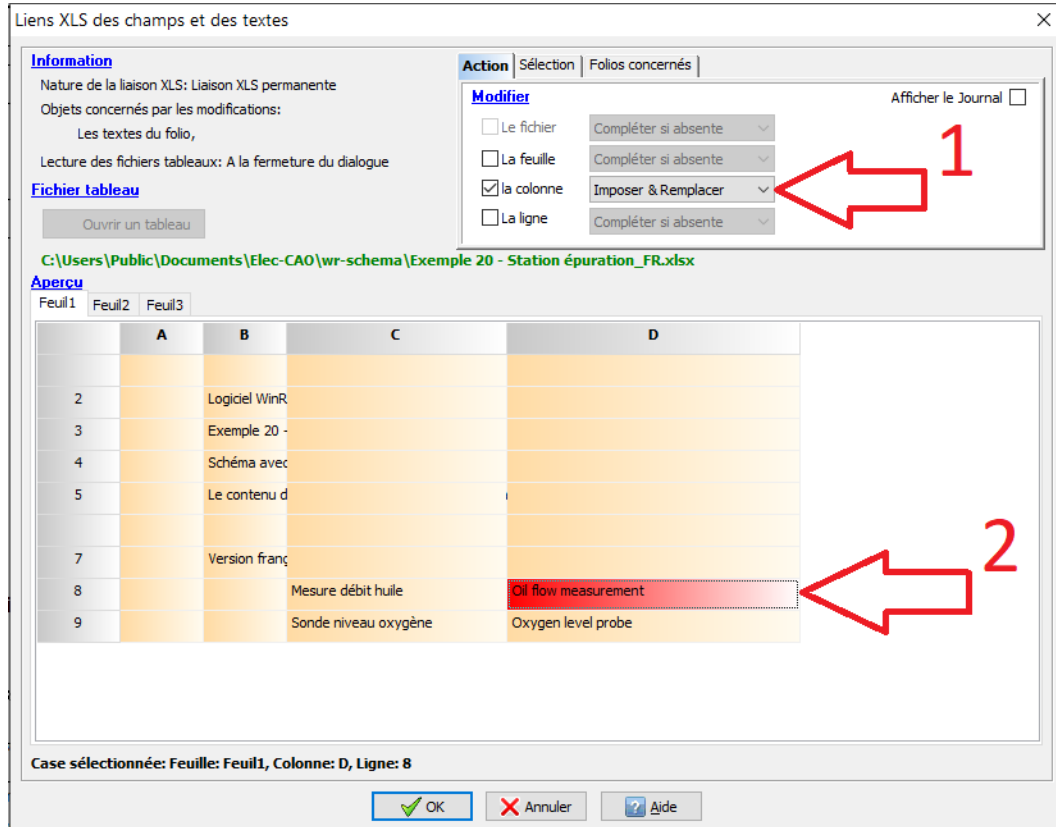 Liens XLS des champs et des textes
Information
Nature de la liaison XLS: Liaison XLS permanente
Objets concernés par les modifications:
Les textes du folio,
Lecture des fichiers tableaux: A la fermeture du dialogue
Fichier tableau
Ouvrir un tableau
Action Sélection Folios concernés
Modifier Afficher le Journal
Le fichier Compléter si absente
La feuille Compléter si absente
la colonne Imposer & Remplacer
La ligne Compléter si absente
1
C:\Users\Public\Documents\Elec-CAO\wr-schema\Exemple 20 - Station épuration_FR.xlsx
Aperçu
Feuil1 Feuil2 Feuil3
A B C D
2 Logiciel WinR
3 Exemple 20 -
4 Schéma avec
5 Le contenu d
7 Version franç
8 Mesure débit huile Oil flow measurement
9 Sonde niveau oxygène Oxygen level probe
2
Case sélectionnée: Feuille: Feuil1, Colonne: D, Ligne: 8
OK Annuler ? Aide